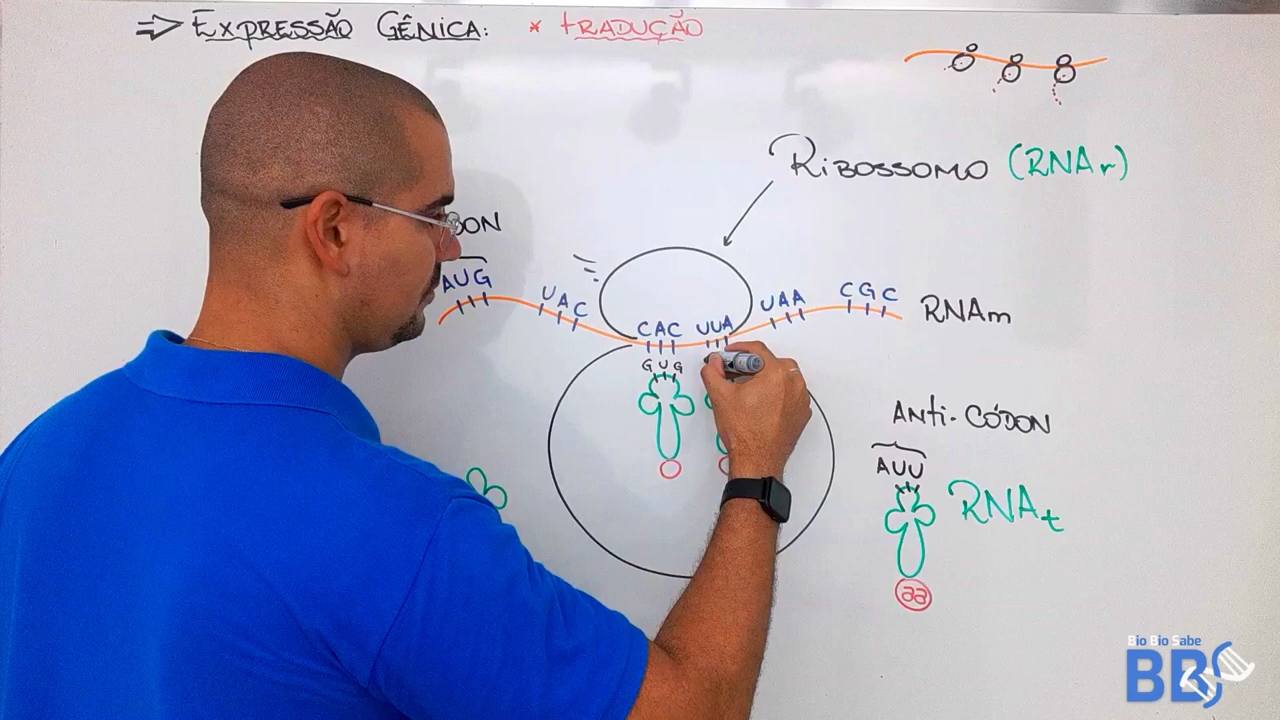 ⇒ EXPRESSÃO GÊNICA: * TRADUÇÃO
RIBOSSOMO (RNAr)
AUG UAC CAC UUA UAA CGC RNAm
GUG
ANTI-CÓDON
AUU
RNAt
aa
Bio Bio Sabe
BBS